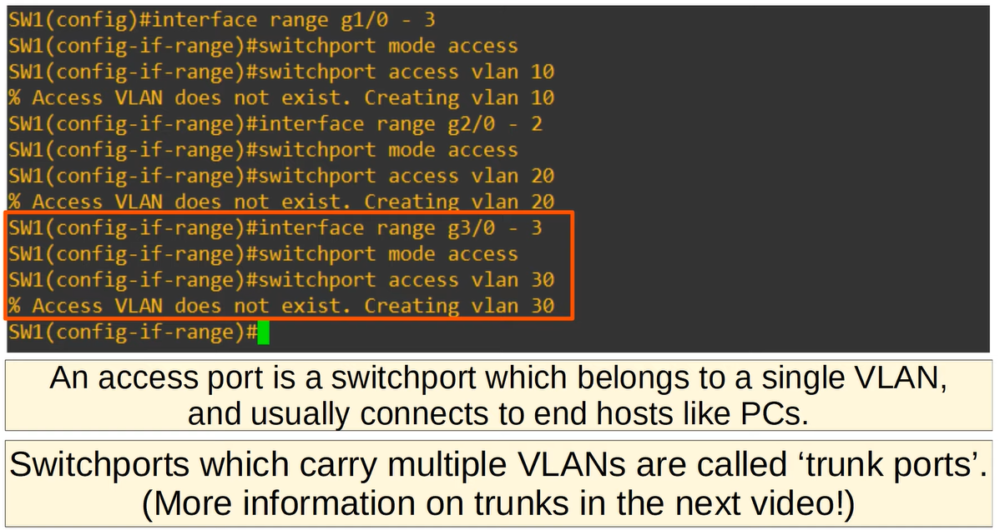 SW1(config)#interface range g1/0 - 3
SW1(config-if-range)#switchport mode access
SW1(config-if-range)#switchport access vlan 10
% Access VLAN does not exist. Creating vlan 10
SW1(config-if-range)#interface range g2/0 - 2
SW1(config-if-range)#switchport mode access
SW1(config-if-range)#switchport access vlan 20
% Access VLAN does not exist. Creating vlan 20
SW1(config-if-range)#interface range g3/0 - 3
SW1(config-if-range)#switchport mode access
SW1(config-if-range)#switchport access vlan 30
% Access VLAN does not exist. Creating vlan 30
SW1(config-if-range)#
An access port is a switchport which belongs to a single VLAN,
and usually connects to end hosts like PCs.
Switchports which carry multiple VLANs are called ‘trunk ports’.
(More information on trunks in the next video!)